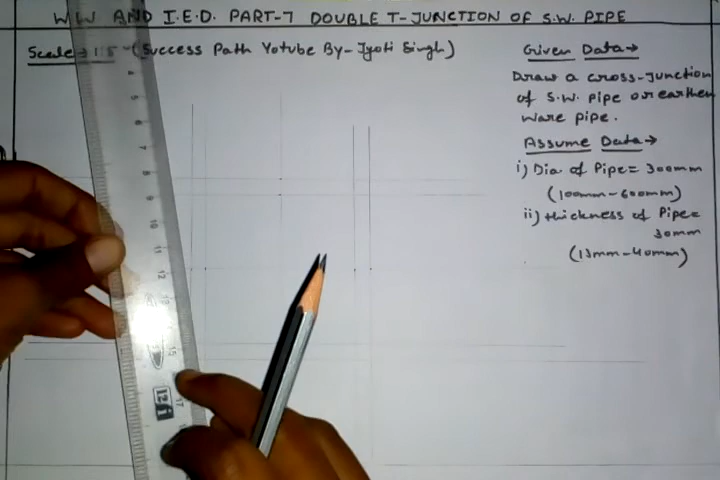 W.W AND I.E.D. PART-7 DOUBLE T-JUNCTION OF S.W. PIPE
Scale→ 1:5 - (Success Path Yotube By- Jyoti Singh)
Given Data→
Draw a cross-junction
of S.W. pipe or earthen
ware pipe.
Assume Data→
i) Dia of Pipe= 300mm
(100mm-600mm)
ii) thickness of Pipe=
30mm
(13mm-40mm)